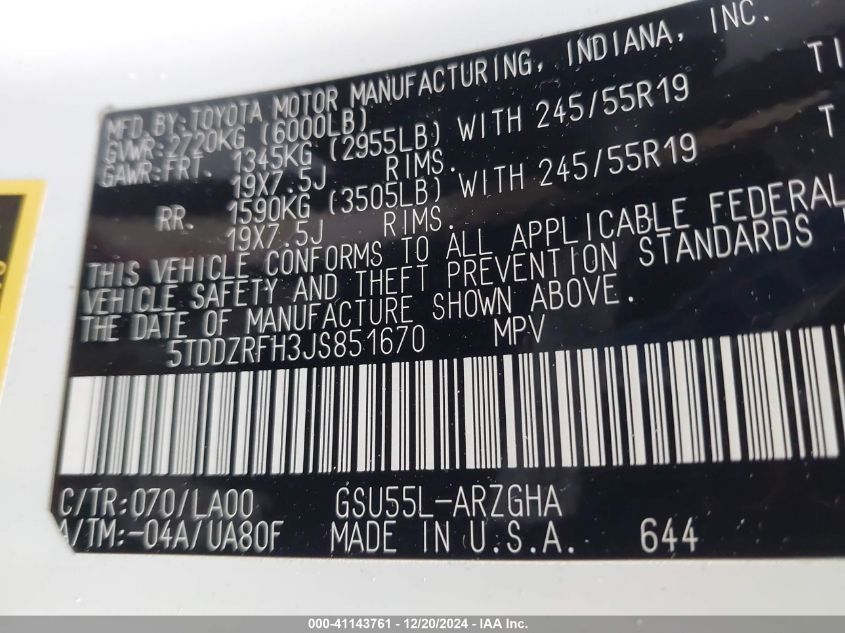 MFD.BY:TOYOTA MOTOR MANUFACTURING, INDIANA, INC.
GVWR:2720KG (6000LB)
GAWR:FRT. 1345KG (2955LB) WITH 245/55R19 TI
19X7.5J RIMS.
RR. 1590KG (3505LB) WITH 245/55R19 T
19X7.5J RIMS.
THIS VEHICLE CONFORMS TO ALL APPLICABLE FEDERAL
VEHICLE SAFETY AND THEFT PREVENTION STANDARDS
THE DATE OF MANUFACTURE SHOWN ABOVE.
5TDDZRFH3JS851670 MPV
C/TR:070/LA00 GSU55L-ARZGHA
A/TM:-04A/UA80F MADE IN U.S.A. 644
000-41143761 - 12/20/2024 - IAA Inc.